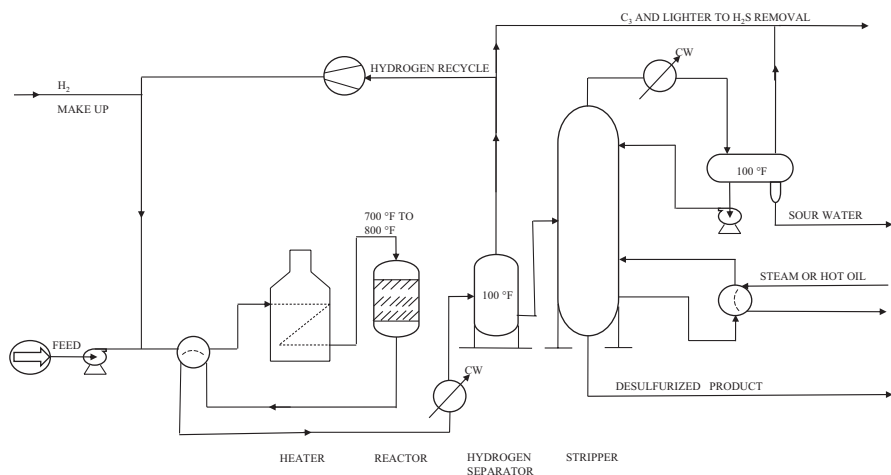 C₃ AND LIGHTER TO H₂S REMOVAL
CW
HYDROGEN RECYCLE
H₂
MAKE UP
100 °F
700 °F TO
800 °F
SOUR WATER
STEAM OR HOT OIL
100 °F
FEED
CW
DESULFURIZED PRODUCT
HEATER
REACTOR
HYDROGEN
SEPARATOR
STRIPPER